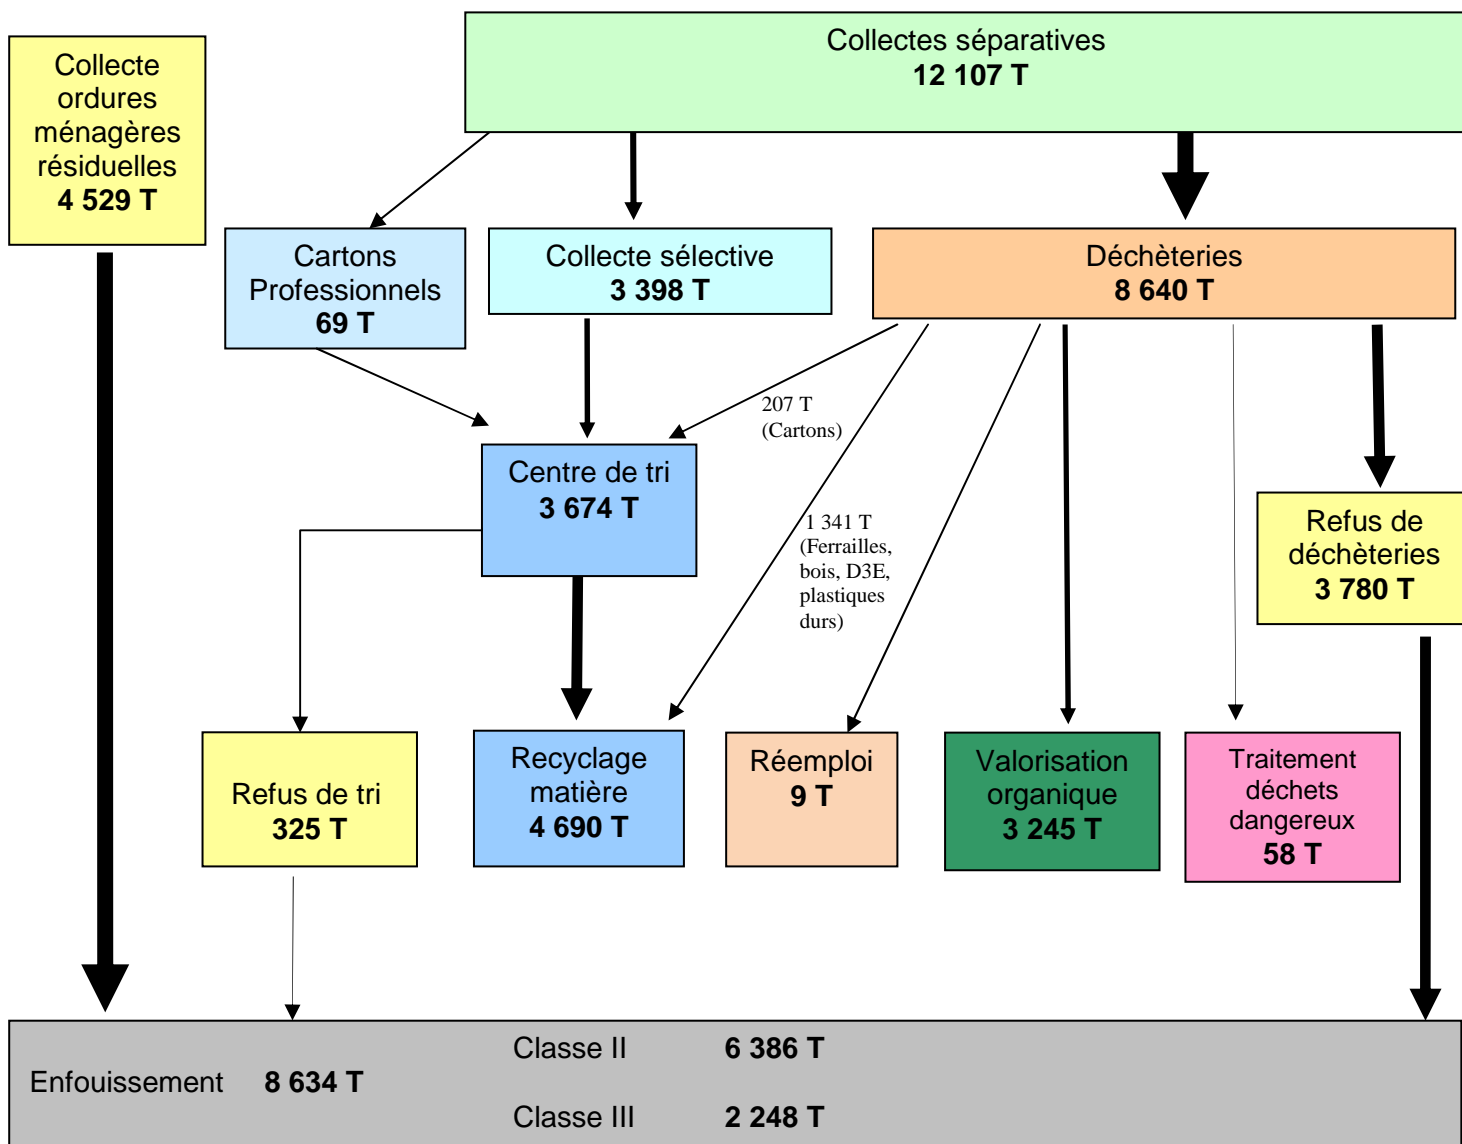 Collectes séparatives
12 107 T
Collecte
ordures
ménagères
résiduelles
4 529 T
Cartons
Professionnels
69 T
Collecte sélective
3 398 T
Déchèteries
8 640 T
207 T
(Cartons)
Centre de tri
3 674 T
1 341 T
(Ferrailles,
bois, D3E,
plastiques
durs)
Refus de
déchèteries
3 780 T
Refus de tri
325 T
Recyclage
matière
4 690 T
Réemploi
9 T
Valorisation
organique
3 245 T
Traitement
déchets
dangereux
58 T
Classe II 6 386 T
Enfouissement 8 634 T
Classe III 2 248 T